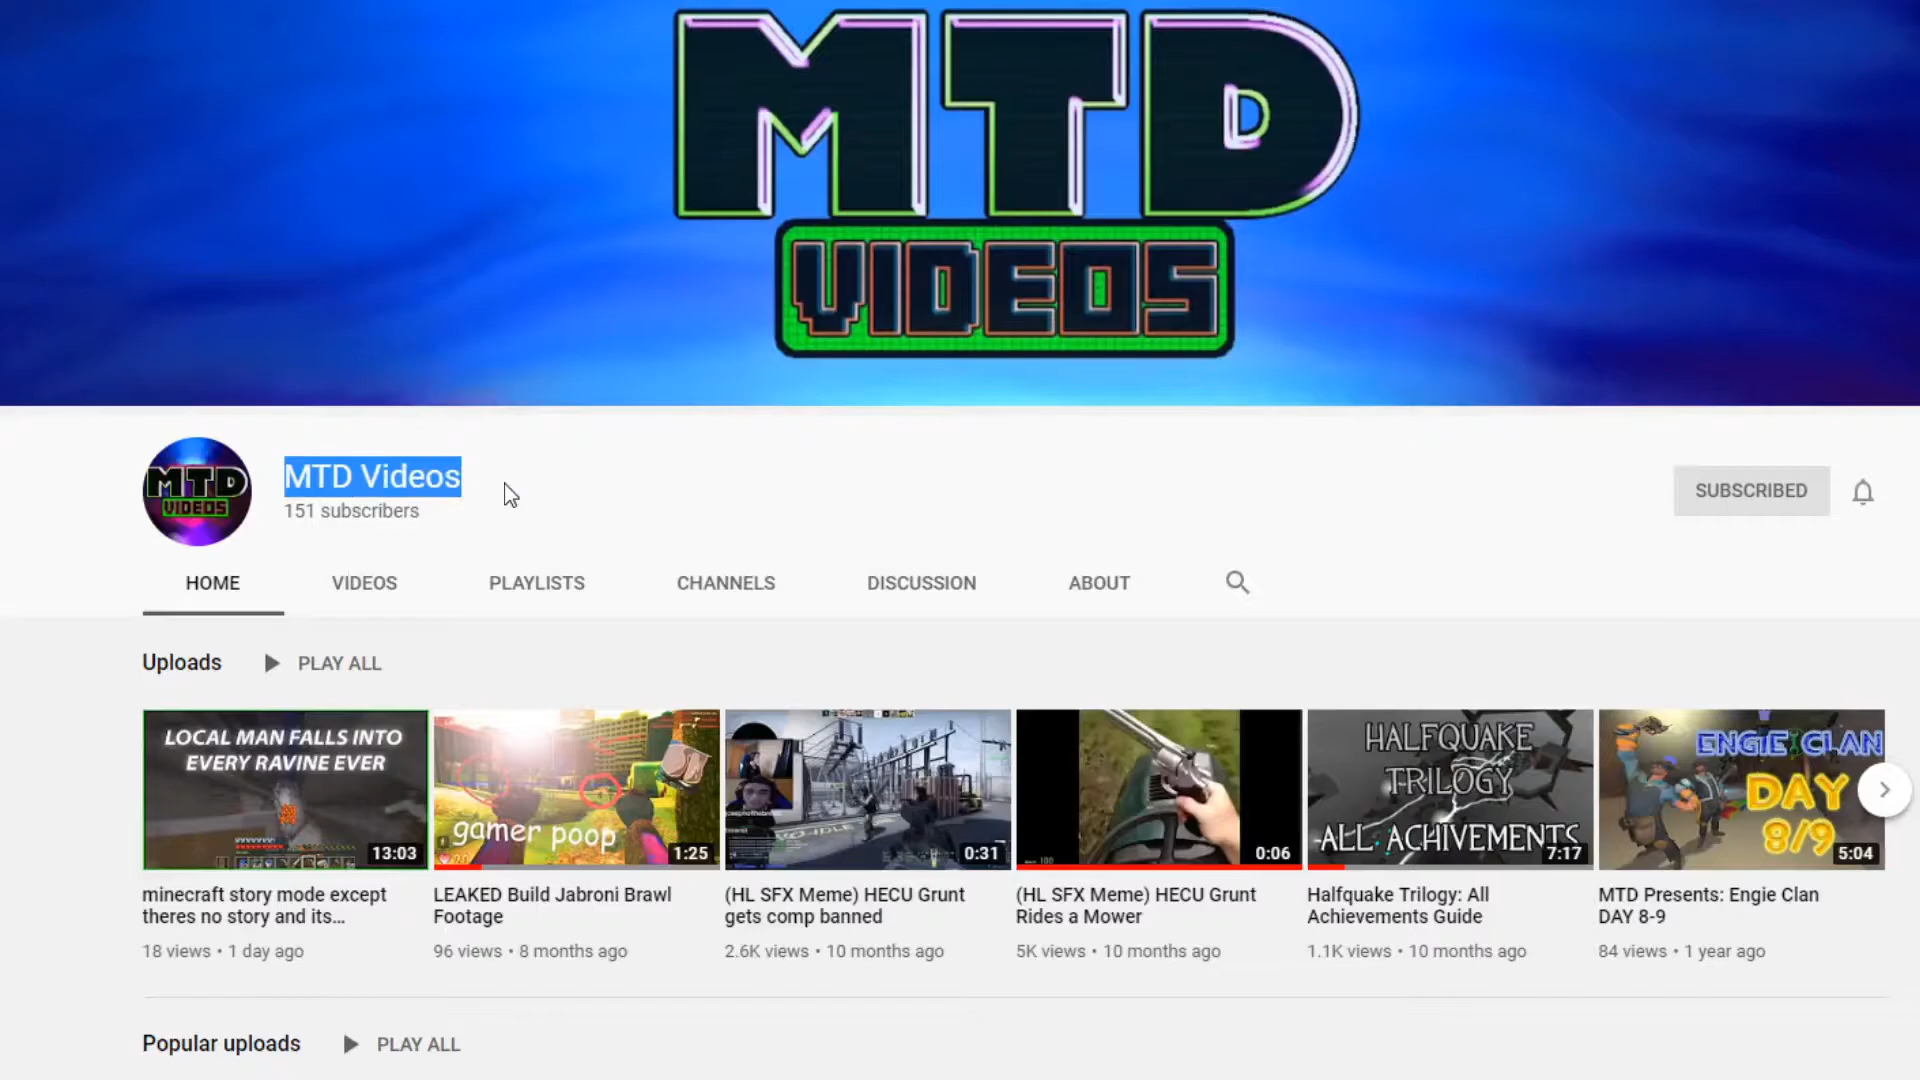 MTD
VIDEOS
MTD
VIDEOS
MTD Videos
151 subscribers
SUBSCRIBED
HOME
VIDEOS
PLAYLISTS
CHANNELS
DISCUSSION
ABOUT
Uploads
PLAY ALL
LOCAL MAN FALLS INTO
EVERY RAVINE EVER
13:03
gamer poop
1:25
0:31
0:06
HALFQUAKE
TRILOGY
ALL ACHIVEMENTS
7:17
ENGIE CLAN
DAY
8/9
5:04
minecraft story mode except
theres no story and its...
18 views • 1 day ago
LEAKED Build Jabroni Brawl
Footage
96 views • 8 months ago
(HL SFX Meme) HECU Grunt
gets comp banned
2.6K views • 10 months ago
(HL SFX Meme) HECU Grunt
Rides a Mower
5K views • 10 months ago
Halfquake Trilogy: All
Achievements Guide
1.1K views • 10 months ago
MTD Presents: Engie Clan
DAY 8-9
84 views • 1 year ago
Popular uploads
PLAY ALL